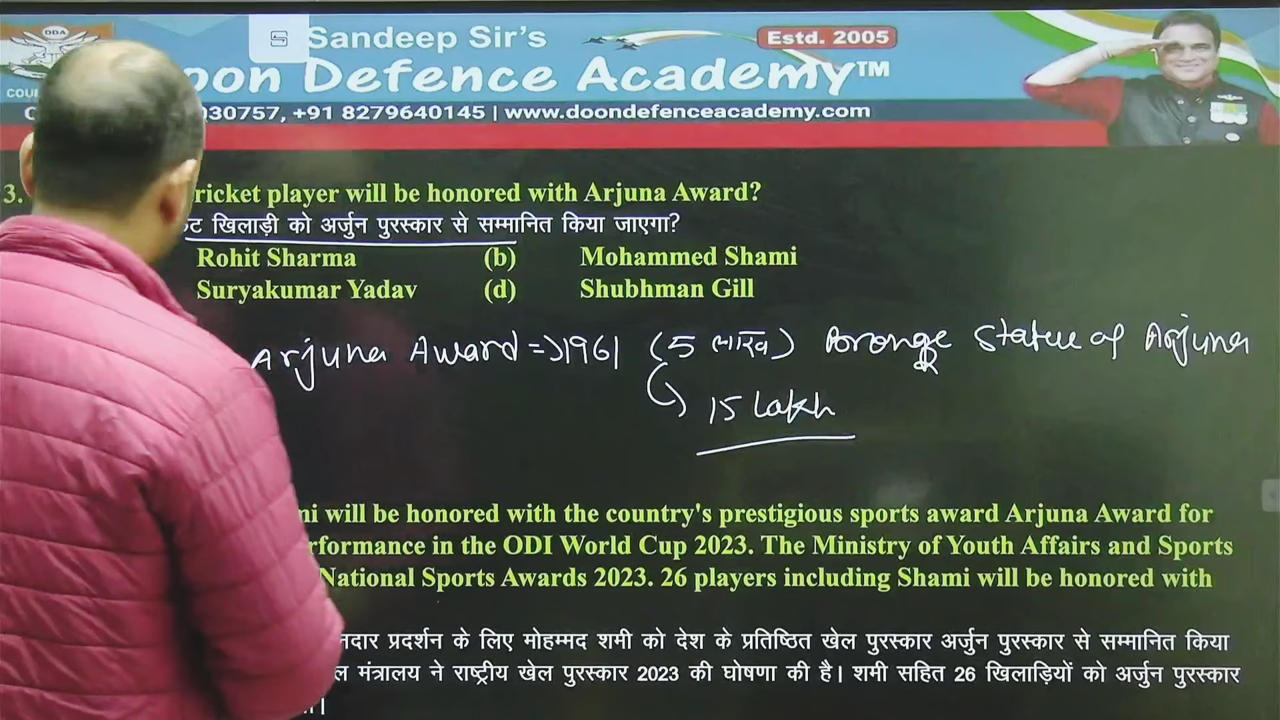 DDA
Sandeep Sir's
Estd. 2005
oon Defence Academy™
COU
030757, +91 8279640145 | www.doondefenceacademy.com
3. ricket player will be honored with Arjuna Award?
ट खिलाड़ी को अर्जुन पुरस्कार से सम्मानित किया जाएगा?
Rohit Sharma (b) Mohammed Shami
Suryakumar Yadav (d) Shubhman Gill
Arjuna Award => 1961 (5 लाख) Statue of Arjuna
15 Lakh
ni will be honored with the country's prestigious sports award Arjuna Award for
rformance in the ODI World Cup 2023. The Ministry of Youth Affairs and Sports
National Sports Awards 2023. 26 players including Shami will be honored with
नदार प्रदर्शन के लिए मोहम्मद शमी को देश के प्रतिष्ठित खेल पुरस्कार अर्जुन पुरस्कार से सम्मानित किया
ल मंत्रालय ने राष्ट्रीय खेल पुरस्कार 2023 की घोषणा की है। शमी सहित 26 खिलाड़ियों को अर्जुन पुरस्कार